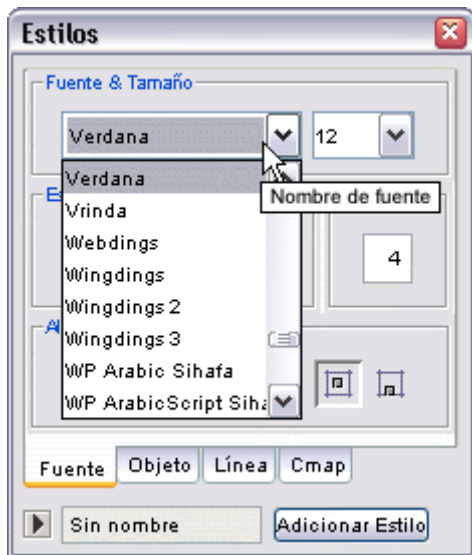 Estilos
Fuente & Tamaño
Verdana
12
Verdana
Nombre de fuente
Vrinda
Webdings
4
Wingdings
Wingdings 2
Wingdings 3
WP Arabic Sihafa
WP ArabicScript Siha
Fuente Objeto Línea Cmap
Sin nombre Adicionar Estilo